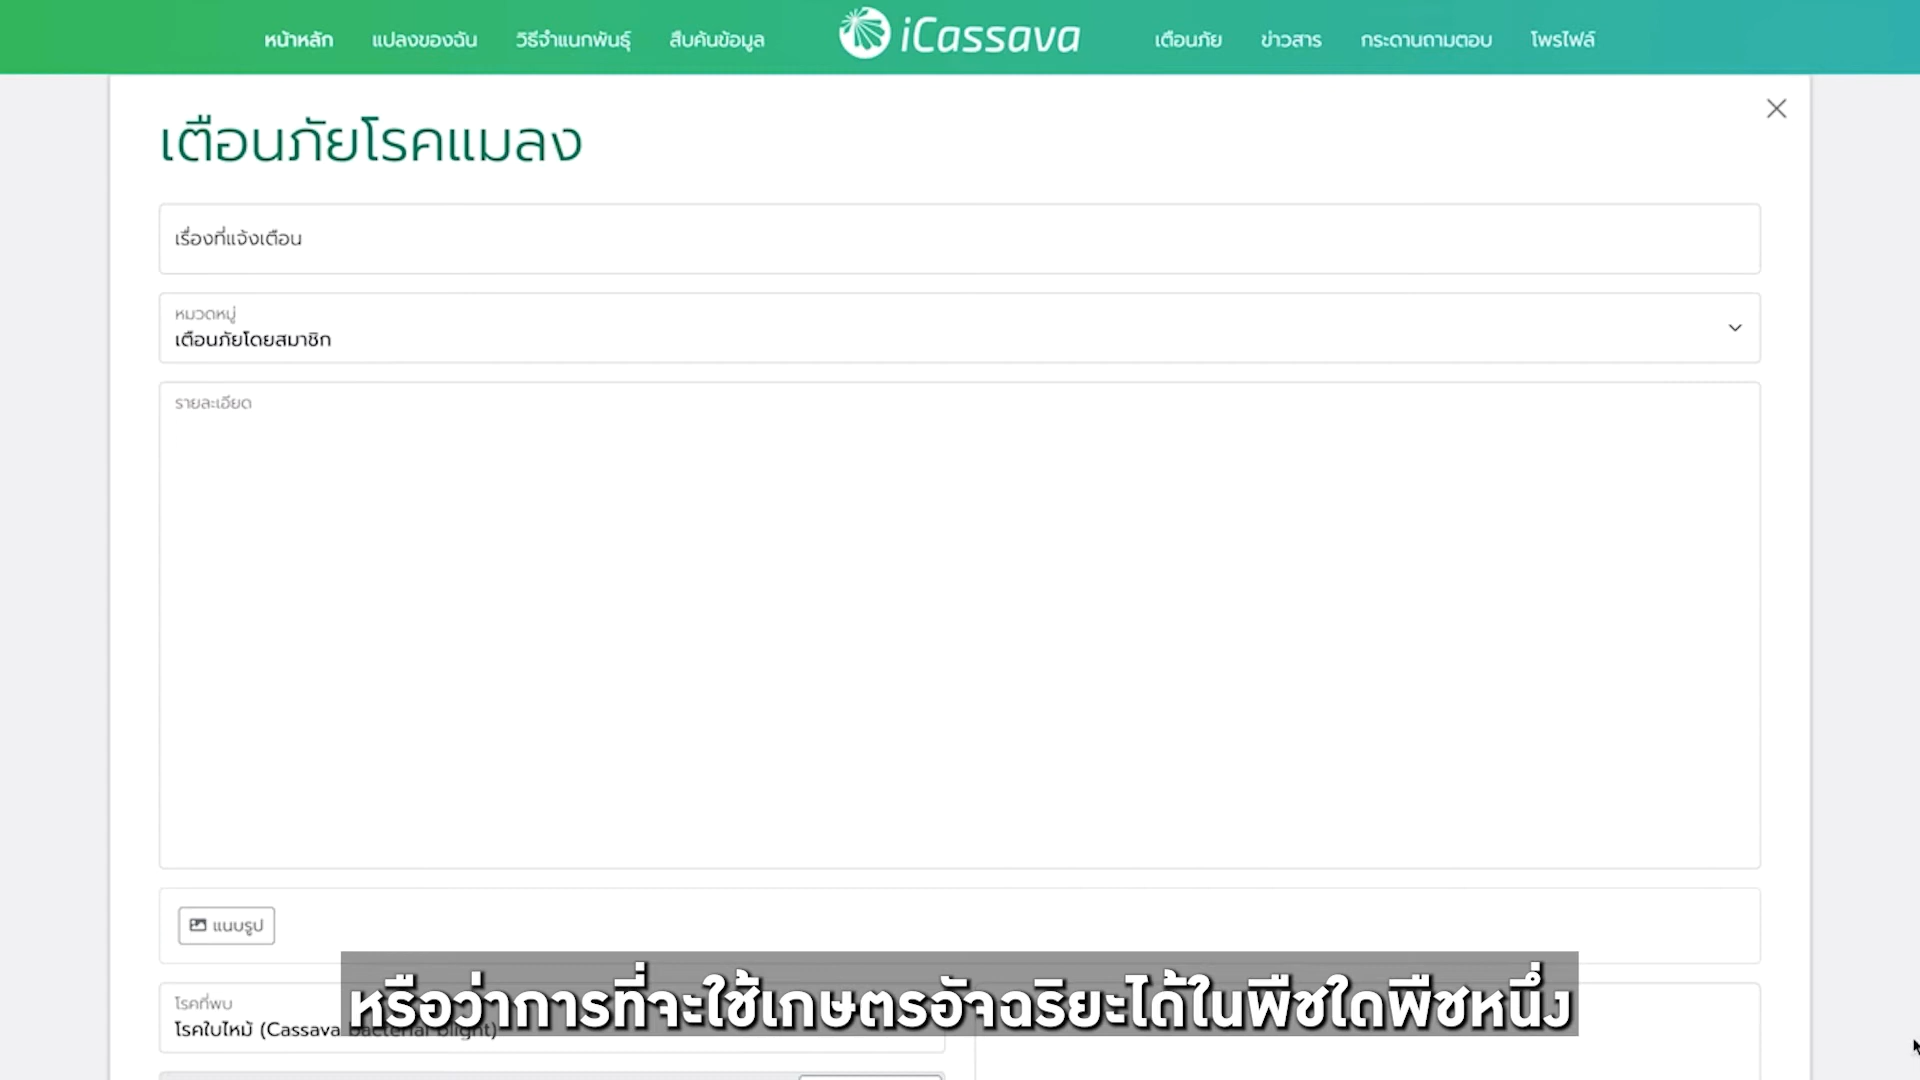 หน้าหลัก แปลงของฉัน วิธีจำแนกพันธุ์ สืบค้นข้อมูล iCassava เตือนภัย ข่าวสาร กระดานถามตอบ โพรไฟล์
เตือนภัยโรคแมลง
เรื่องที่แจ้งเตือน
หมวดหมู่
เตือนภัยโดยสมาชิก
รายละเอียด
แนบรูป
โรคที่พบ
โรคใบไหม้ (Cassava bacterial blight)
หรือว่าการที่จะใช้เกษตรอัจฉริยะได้ในพืชใดพืชหนึ่ง